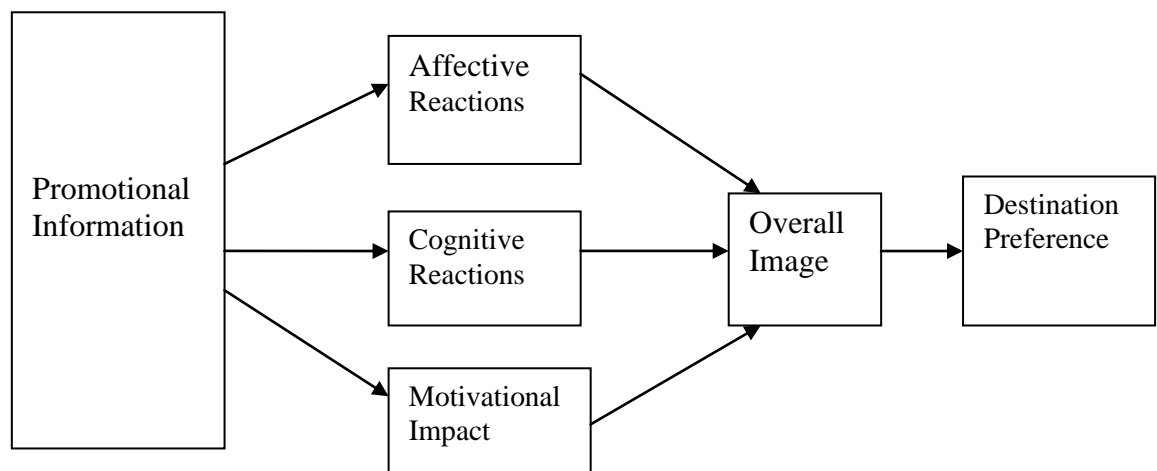 Promotional
Information
Affective
Reactions
Cognitive
Reactions
Motivational
Impact
Overall
Image
Destination
Preference